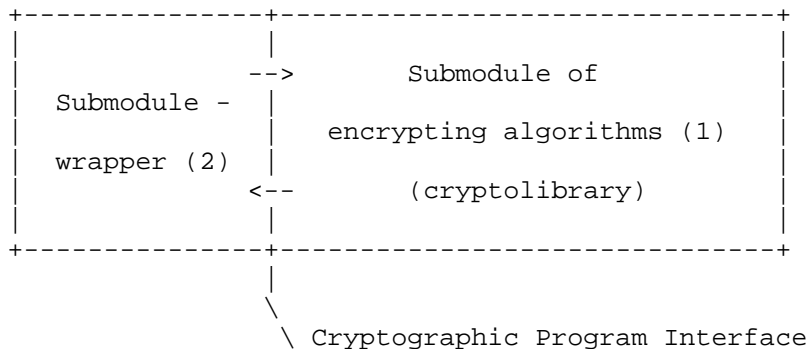 --> Submodule of
Submodule -
encrypting algorithms (1)
wrapper (2)
<-- (cryptolibrary)
\ Cryptographic Program Interface